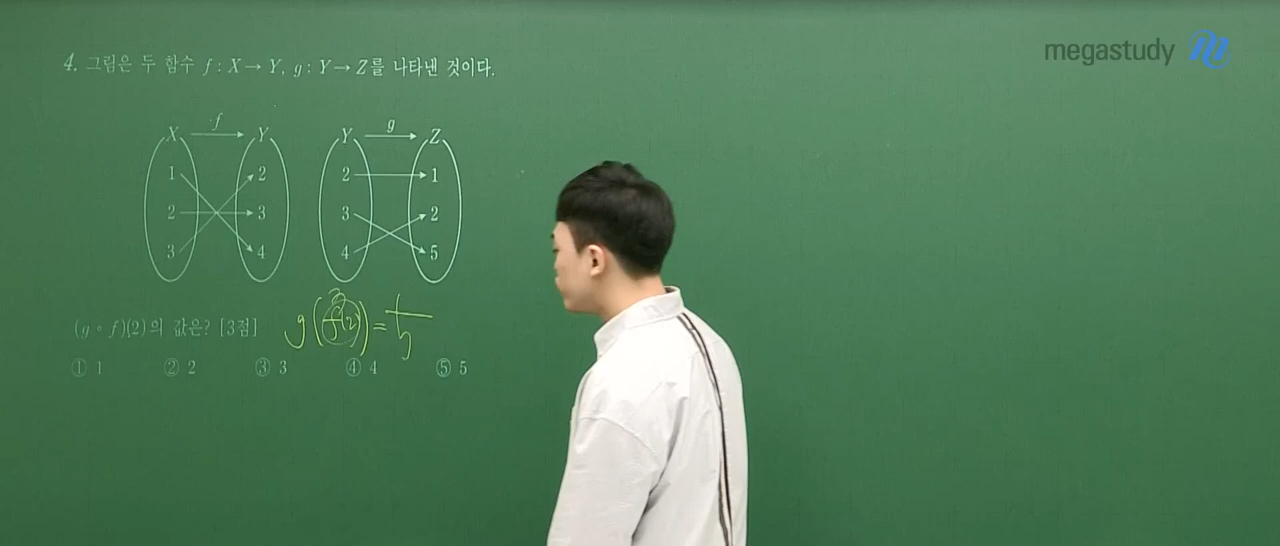 megastudy
4. 그림은 두 함수 f : X → Y, g : Y → Z를 나타낸 것이다.
X f Y Y g Z
1 2 2 1
2 3 3 2
3 4 4 5
(g ∘ f)(2)의 값은? [3점] g(f(2)) = 5
3
① 1 ② 2 ③ 3 ④ 4 ⑤ 5